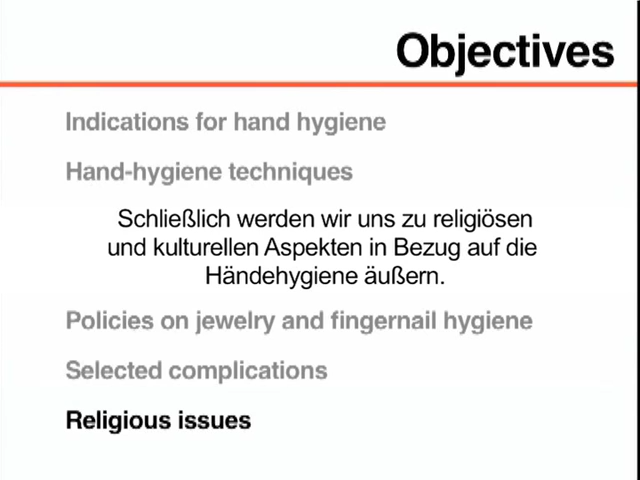 Objectives
Indications for hand hygiene
Hand-hygiene techniques
Schließlich werden wir uns zu religiösen
und kulturellen Aspekten in Bezug auf die
Händehygiene äußern.
Policies on jewelry and fingernail hygiene
Selected complications
Religious issues